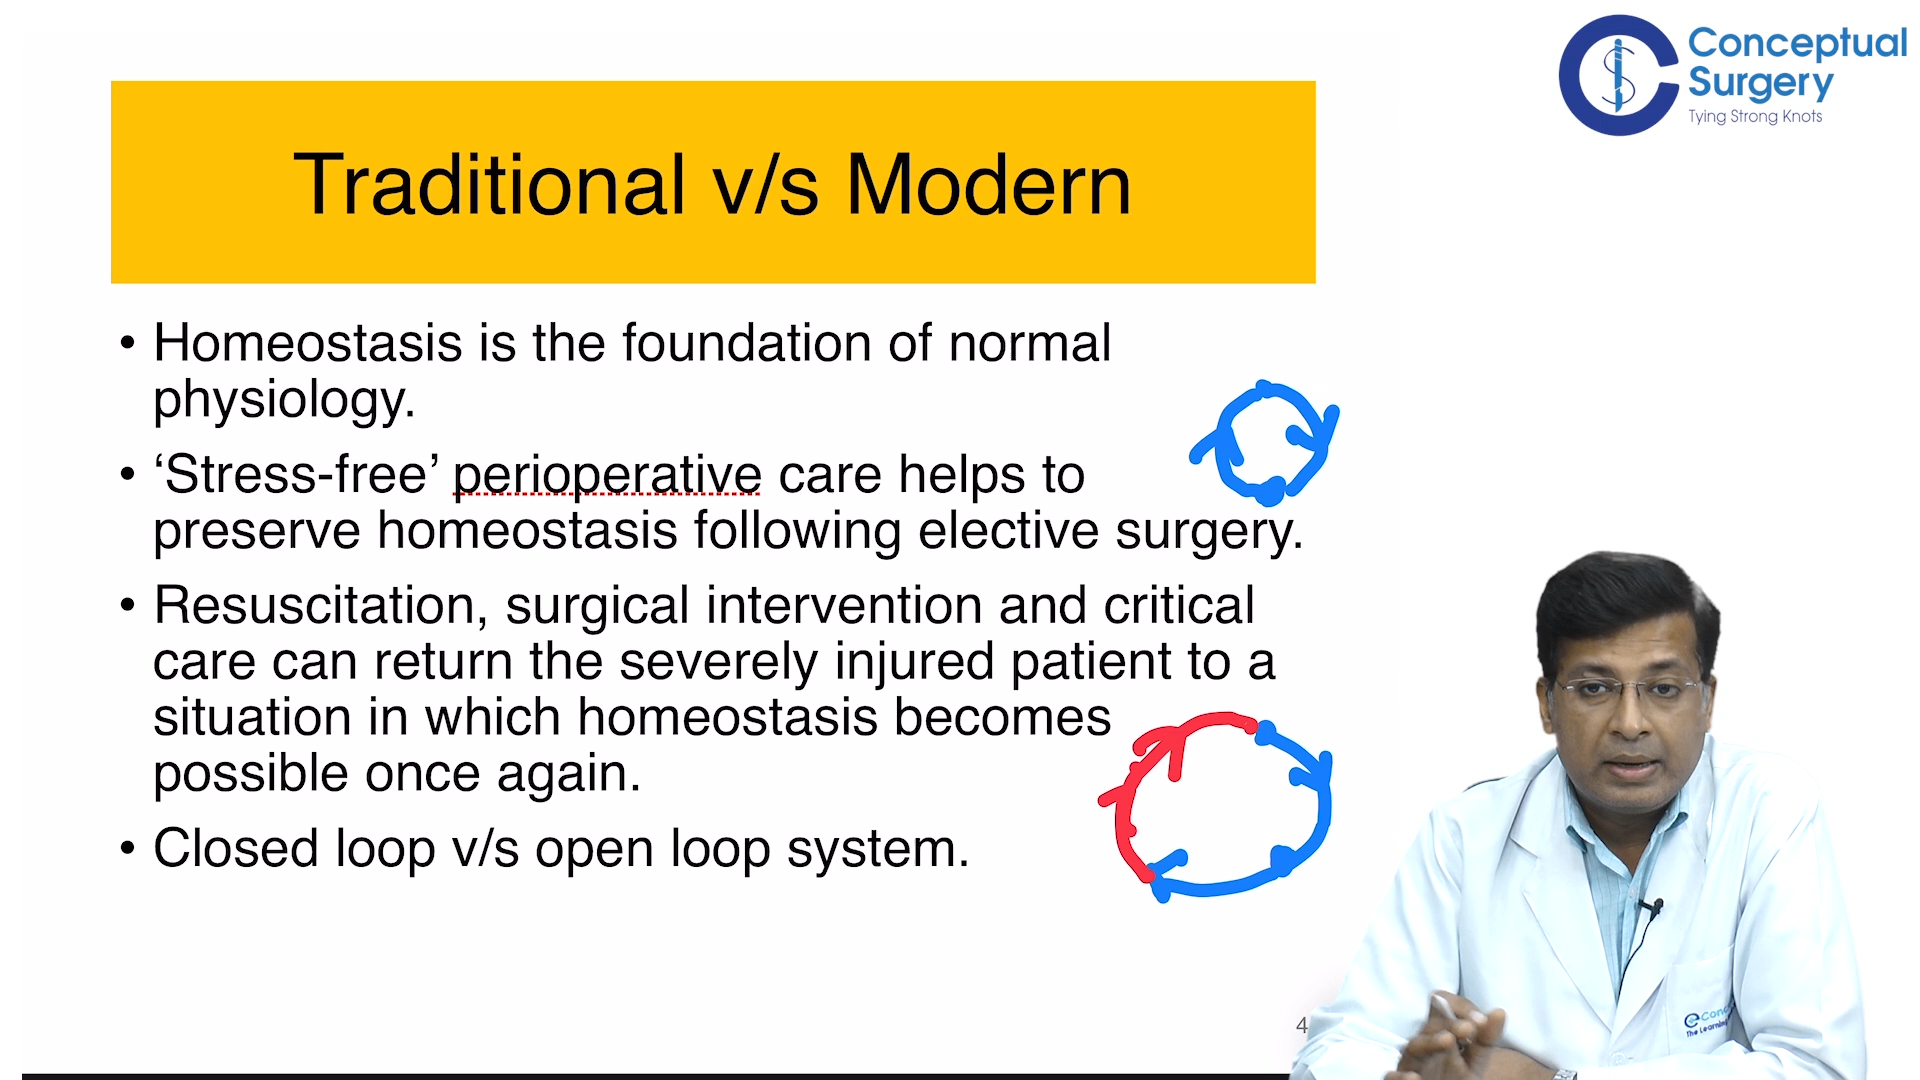 Conceptual
Surgery
Tying Strong Knots
Traditional v/s Modern
• Homeostasis is the foundation of normal
physiology.
• ‘Stress-free’ perioperative care helps to
preserve homeostasis following elective surgery.
• Resuscitation, surgical intervention and critical
care can return the severely injured patient to a
situation in which homeostasis becomes
possible once again.
• Closed loop v/s open loop system.
4
The